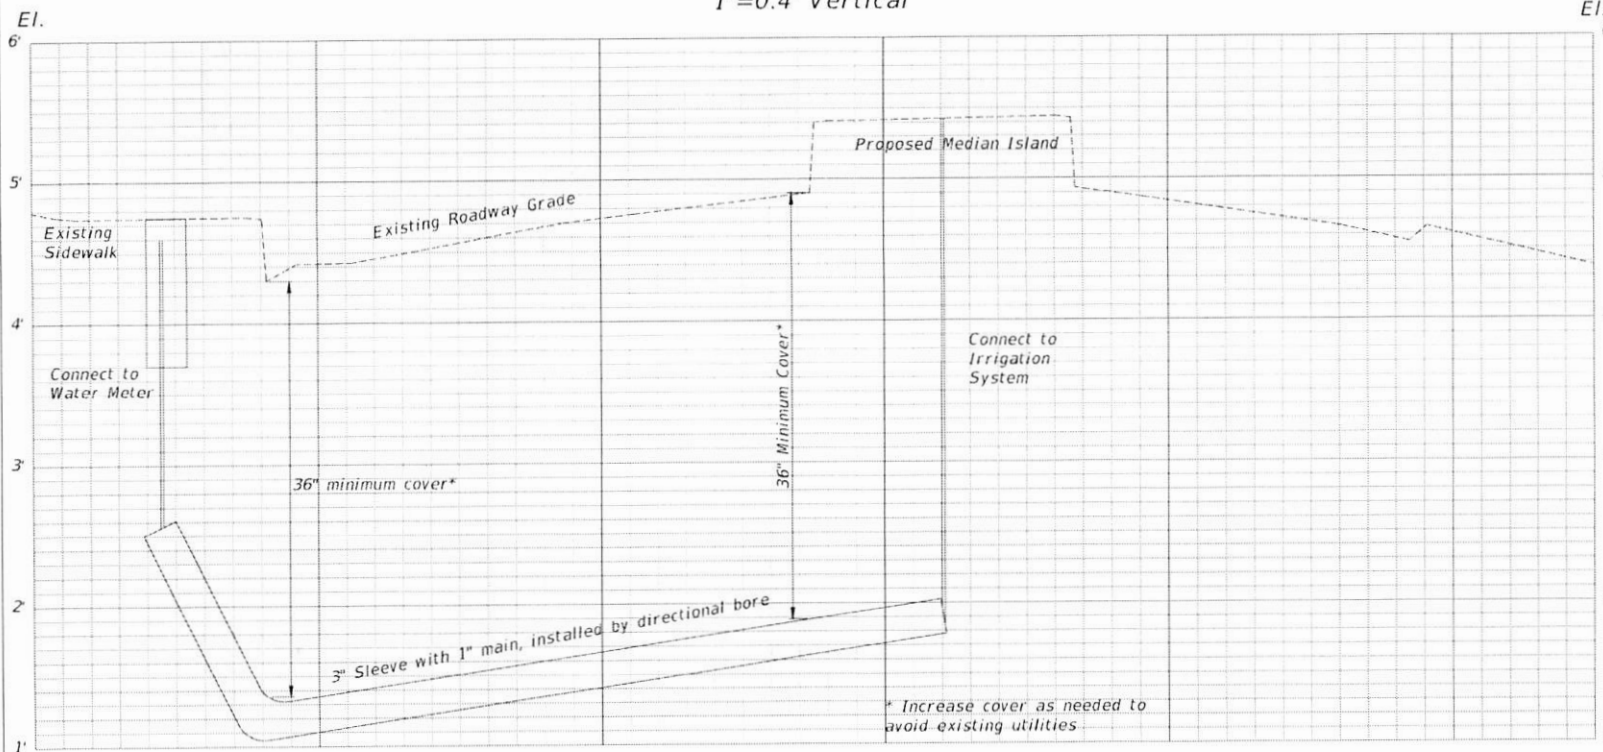 1"=0.4' Vertical
El.
El.
6'
5'
4'
3'
2'
1'
Proposed Median Island
Existing Roadway Grade
Existing
Sidewalk
Connect to
Water Meter
36" Minimum Cover*
Connect to
Irrigation
System
36" minimum cover*
3" Sleeve with 1" main, installed by directional bore
* Increase cover as needed to
avoid existing utilities